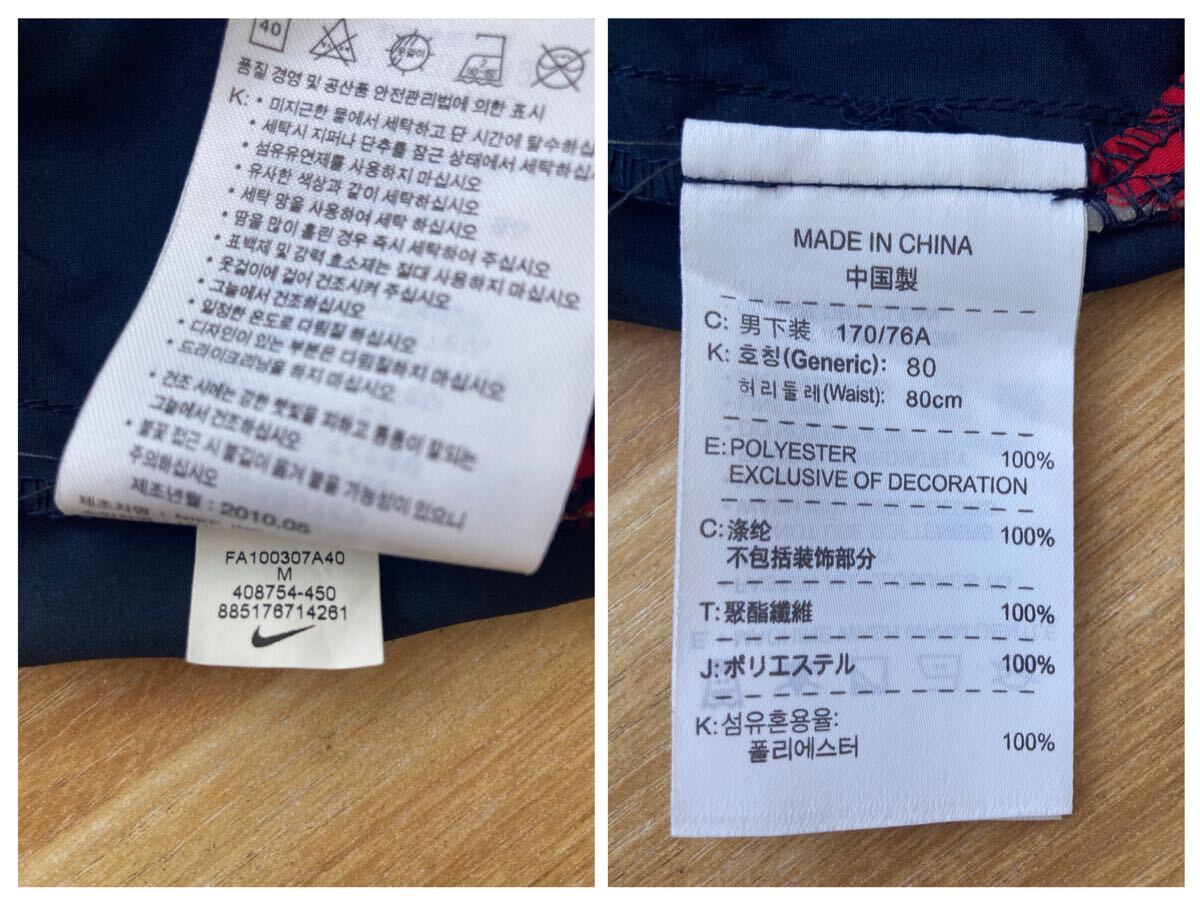 40
옷걸이
품질 경영 및 공산품 안전관리법에 의한 표시
K: • 미지근한 물에서 세탁하고 단 시간에 탈수하십
• 세탁시 지퍼나 단추를 잠근 상태에서 세탁하십
• 섬유유연제를 사용하지 마십시오
• 유사한 색상과 같이 세탁하십시오
• 세탁 망을 사용하여 세탁 하십시오
• 땀을 많이 흘린 경우 즉시 세탁하여 주십시오
• 표백제 및 강력 효소제는 절대 사용하지 마십시오
• 옷걸이에 걸어 건조시켜 주십시오
• 그늘에서 건조하십시오
• 일정한 온도로 다림질 하십시오
• 디자인이 있는 부분은 다림질하지 마십시오
• 드라이크리닝을 하지 마십시오
• 건조 시에는 강한 햇빛을 피하고 통풍이 잘되는
그늘에서 건조하십시오
• 불꽃 접근 시 불길이 옮겨 붙을 가능성이 있으니
주의하십시오
제조년월 : 2010.05
FA100307A40
M
408754-450
885176714261
MADE IN CHINA
中国製
C: 男下装 170/76A
K: 호칭(Generic): 80
허리둘레(Waist): 80cm
E: POLYESTER 100%
EXCLUSIVE OF DECORATION
C: 涤纶 100%
不包括装饰部分
T: 聚酯纖維 100%
J: ポリエステル 100%
K: 섬유혼용율:
폴리에스터 100%